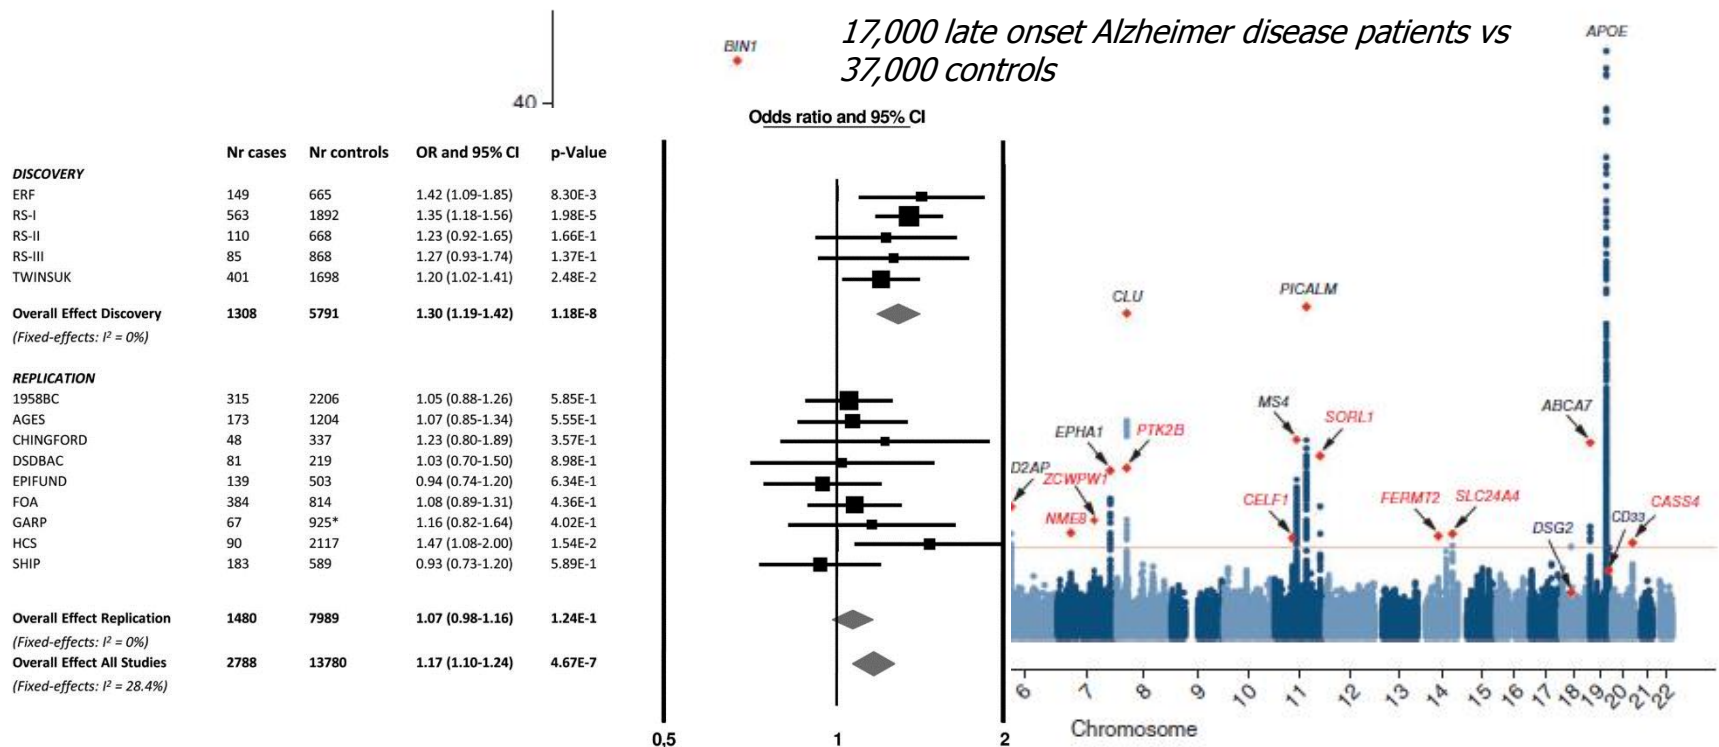 17,000 late onset Alzheimer disease patients vs
37,000 controls
BIN1
APOE
40
Odds ratio and 95% CI
Nr cases Nr controls OR and 95% CI p-Value
DISCOVERY
ERF 149 665 1.42 (1.09-1.85) 8.30E-3
RS-I 563 1892 1.35 (1.18-1.56) 1.98E-5
RS-II 110 668 1.23 (0.92-1.65) 1.66E-1
RS-III 85 868 1.27 (0.93-1.74) 1.37E-1
TWINSUK 401 1698 1.20 (1.02-1.41) 2.48E-2
Overall Effect Discovery 1308 5791 1.30 (1.19-1.42) 1.18E-8
(Fixed-effects: I² = 0%)
REPLICATION
1958BC 315 2206 1.05 (0.88-1.26) 5.85E-1
AGES 173 1204 1.07 (0.85-1.34) 5.55E-1
CHINGFORD 48 337 1.23 (0.80-1.89) 3.57E-1
DSDBAC 81 219 1.03 (0.70-1.50) 8.98E-1
EPIFUND 139 503 0.94 (0.74-1.20) 6.34E-1
FOA 384 814 1.08 (0.89-1.31) 4.36E-1
GARP 67 925* 1.16 (0.82-1.64) 4.02E-1
HCS 90 2117 1.47 (1.08-2.00) 1.54E-2
SHIP 183 589 0.93 (0.73-1.20) 5.89E-1
Overall Effect Replication 1480 7989 1.07 (0.98-1.16) 1.24E-1
(Fixed-effects: I² = 0%)
Overall Effect All Studies 2788 13780 1.17 (1.10-1.24) 4.67E-7
(Fixed-effects: I² = 28.4%)
0,5 1 2
CLU
PICALM
MS4
SORL1
ABCA7
EPHA1
PTK2B
D2AP
ZCWPW1
NME8
CELF1
FERMT2
SLC24A4
DSG2
CD33
CASS4
6 7 8 9 10 11 12 13 14 15 16 17 18 19 20 21 22
Chromosome